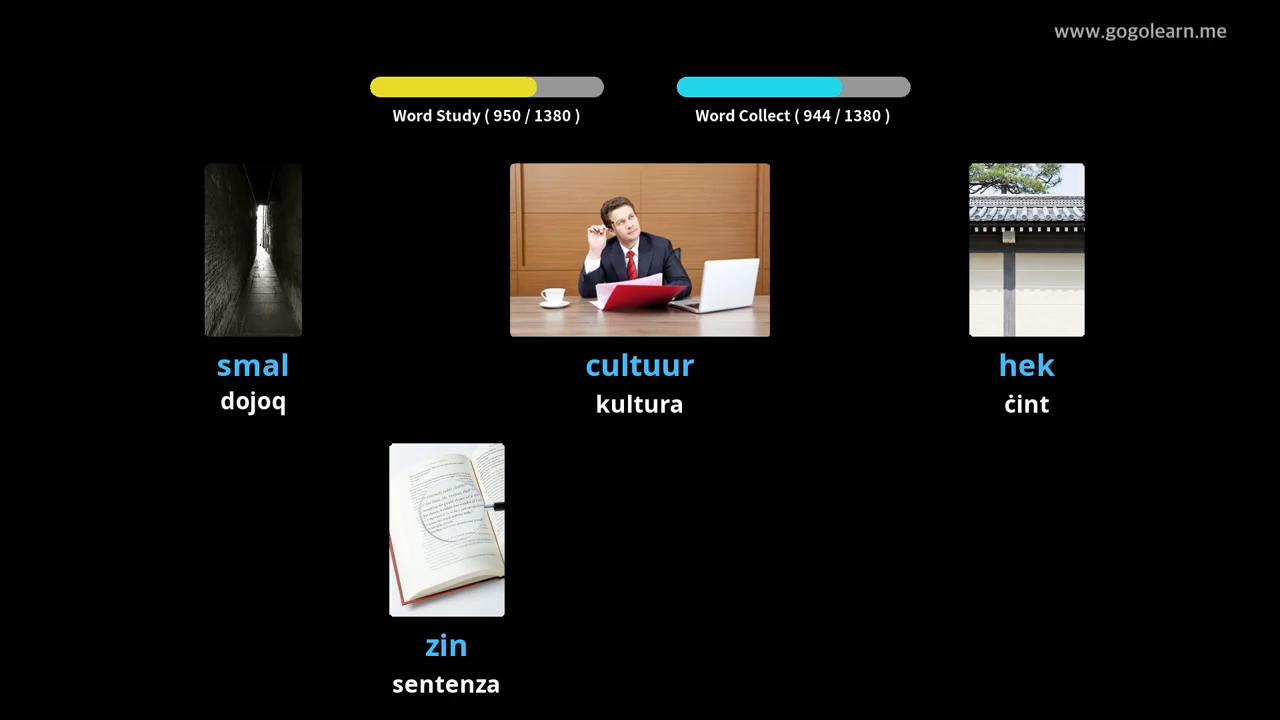 www.gogolearn.me
Word Study ( 950 / 1380 )
Word Collect ( 944 / 1380 )
smal
dojoq
cultuur
kultura
hek
ċint
zin
sentenza